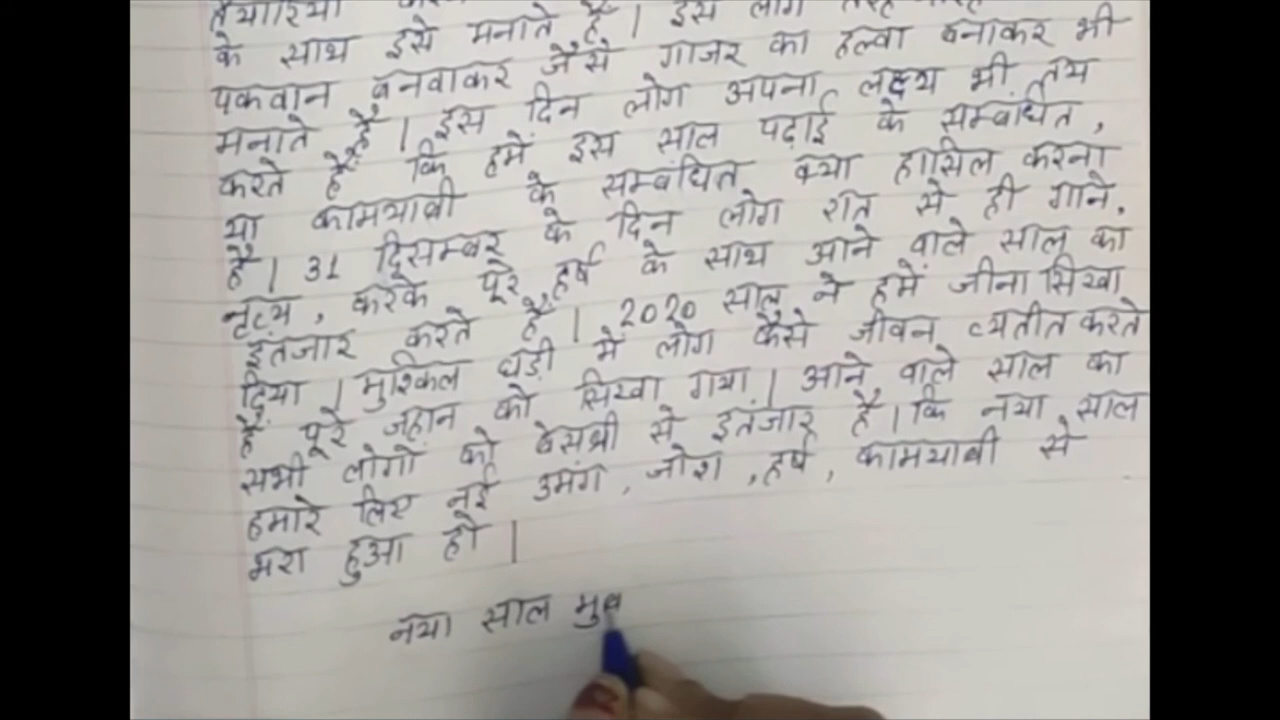 तैयारियां
के साथ इसे मनाते है । इसे लोग तरह
पकवान बनवाकर जैसे गाजर का हलवा बनाकर भी
मनाते है । इस दिन लोग अपना लक्ष्य भी तय
करते है कि हमें इस साल पढ़ाई के सम्बंधित,
या कामयाबी के सम्बंधित क्या हासिल करना
है । 31 दिसम्बर के दिन लोग रात से ही गाने,
नृत्य, करके पूरे हर्ष के साथ आने वाले साल का
इंतजार करते है । 2020 साल ने हमें जीना सिखा
दिया । मुश्किल घड़ी में लोग कैसे जीवन व्यतीत करते
हैं पूरे जहान को सिखा गया । आने वाले साल का
सभी लोगों को बेसब्री से इतंजार है । कि नया साल
हमारे लिए नई उमंग, जोश, हर्ष, कामयाबी से
भरा हुआ हो ।
नया साल मुब